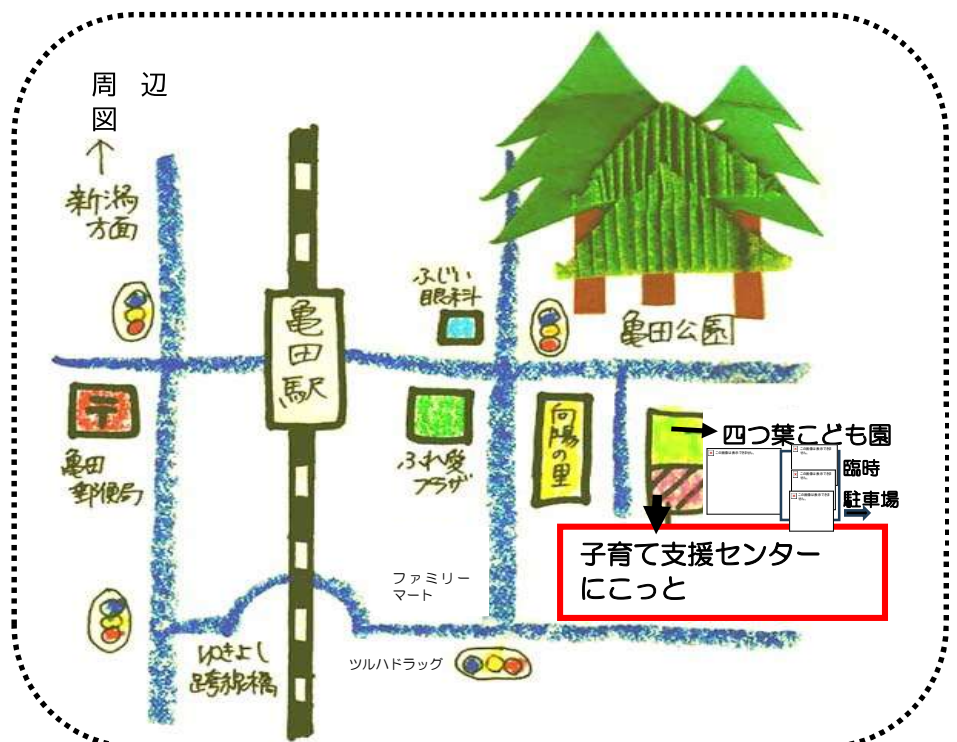 周 辺
図
↑
新潟
方面
ふじい
眼科
亀田公園
亀
田
駅
〒
亀田
郵便局
ふれ愛
プラザ
向陽の里
四つ葉こども園
臨時
駐車場
子育て支援センター
にこっと
ファミリー
マート
ゆきよし
跨線橋
ツルハドラッグ